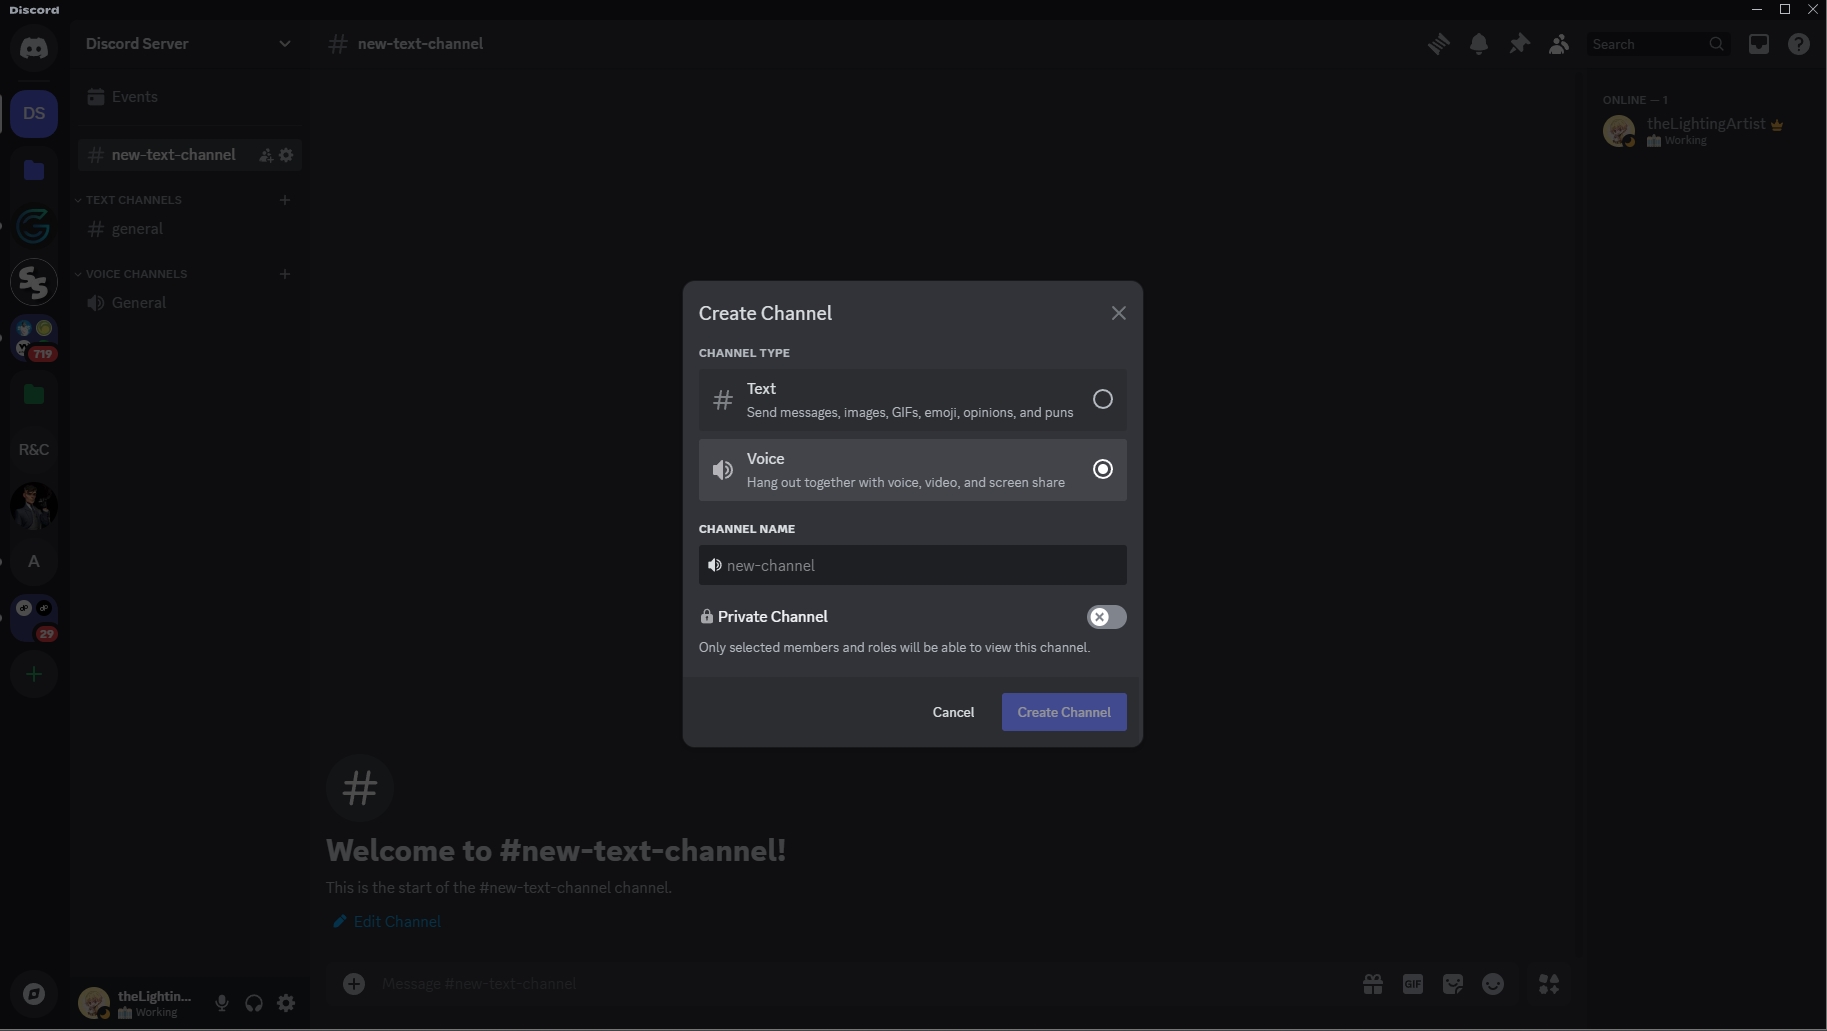 Discord
Discord Server
new-text-channel
Search
DS
Events
new-text-channel
TEXT CHANNELS
general
VOICE CHANNELS
General
719
R&C
A
29
ONLINE — 1
theLightingArtist
Working
Create Channel
CHANNEL TYPE
Text
Send messages, images, GIFs, emoji, opinions, and puns
Voice
Hang out together with voice, video, and screen share
CHANNEL NAME
new-channel
Private Channel
Only selected members and roles will be able to view this channel.
Cancel
Create Channel
Welcome to #new-text-channel!
This is the start of the #new-text-channel channel.
Edit Channel
Message #new-text-channel
GIF
theLightin...
Working